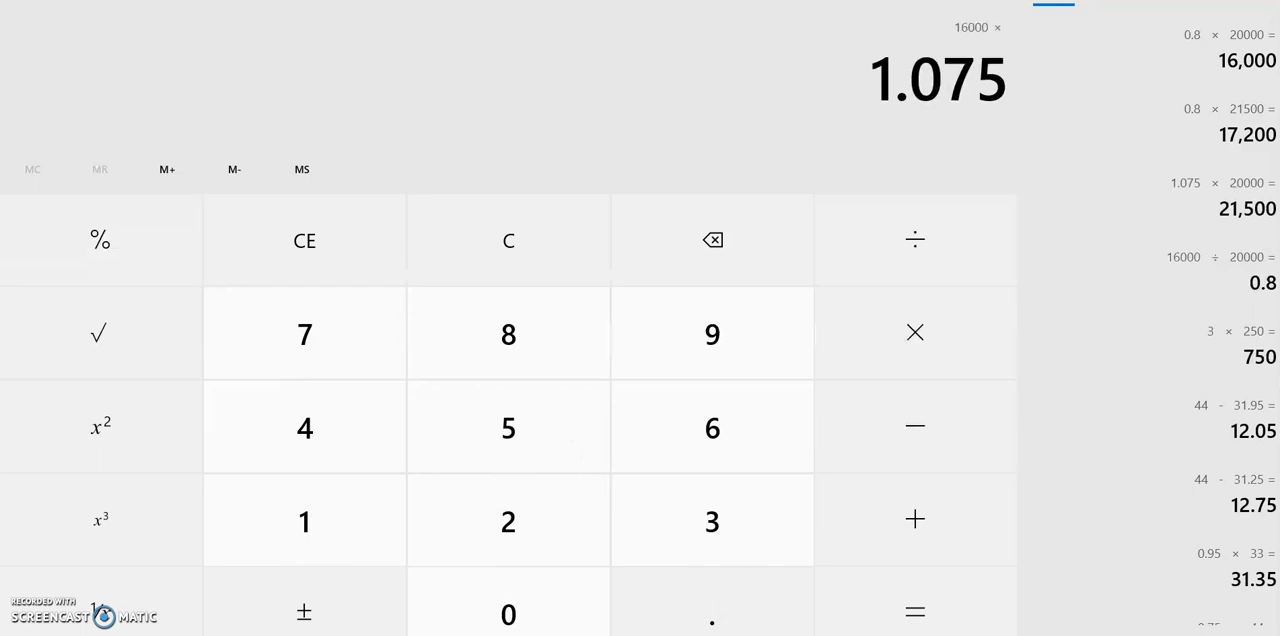 16000 ×
1.075
MC MR M+ M- MS
% CE C ÷
√ 7 8 9 ×
x² 4 5 6 −
x³ 1 2 3 +
± 0 . =
0.8 × 20000 =
16,000
0.8 × 21500 =
17,200
1.075 × 20000 =
21,500
16000 ÷ 20000 =
0.8
3 × 250 =
750
44 - 31.95 =
12.05
44 - 31.25 =
12.75
0.95 × 33 =
31.35
RECORDED WITH
SCREENCAST MATIC